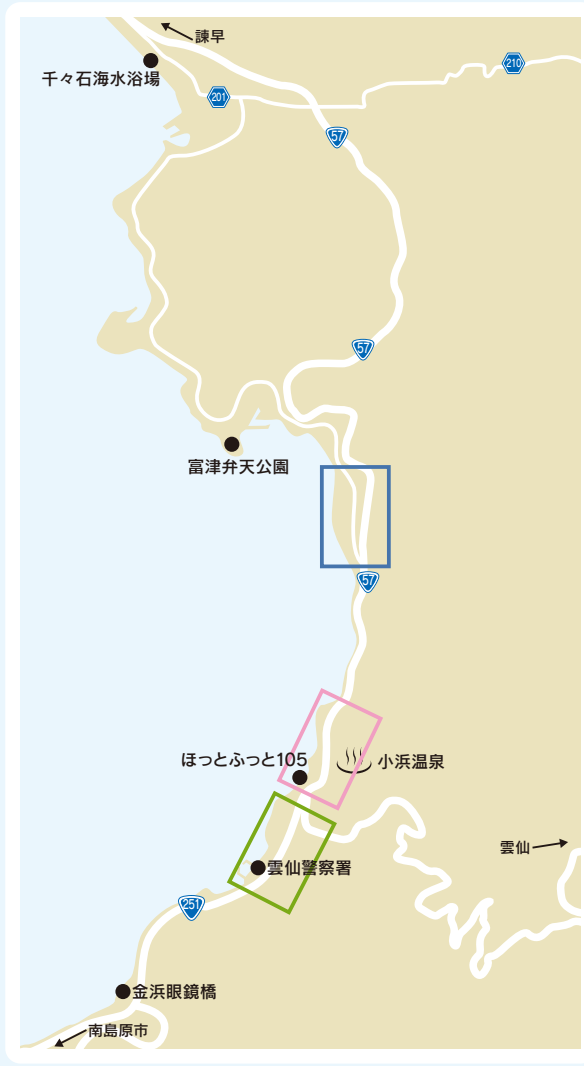 諫早
千々石海水浴場
210
201
57
57
富津弁天公園
57
ほっとふっと105
小浜温泉
雲仙
雲仙警察署
251
金浜眼鏡橋
南島原市